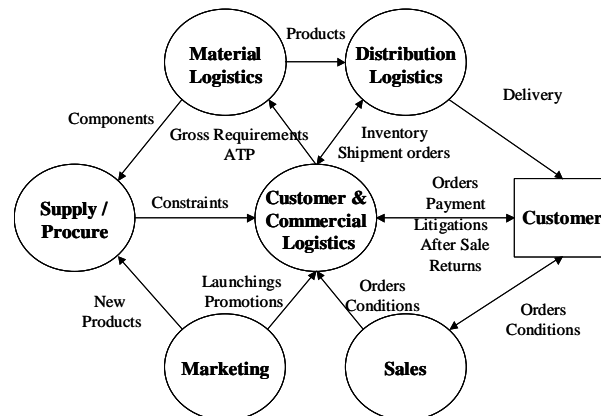 Material
Logistics
Products
Distribution
Logistics
Delivery
Components
Gross Requirements
ATP
Inventory
Shipment orders
Supply /
Procure
Constraints
Customer &
Commercial
Logistics
Orders
Payment
Litigations
After Sale
Returns
Customer
Launchings
Promotions
Orders
Conditions
New
Products
Orders
Conditions
Marketing
Sales